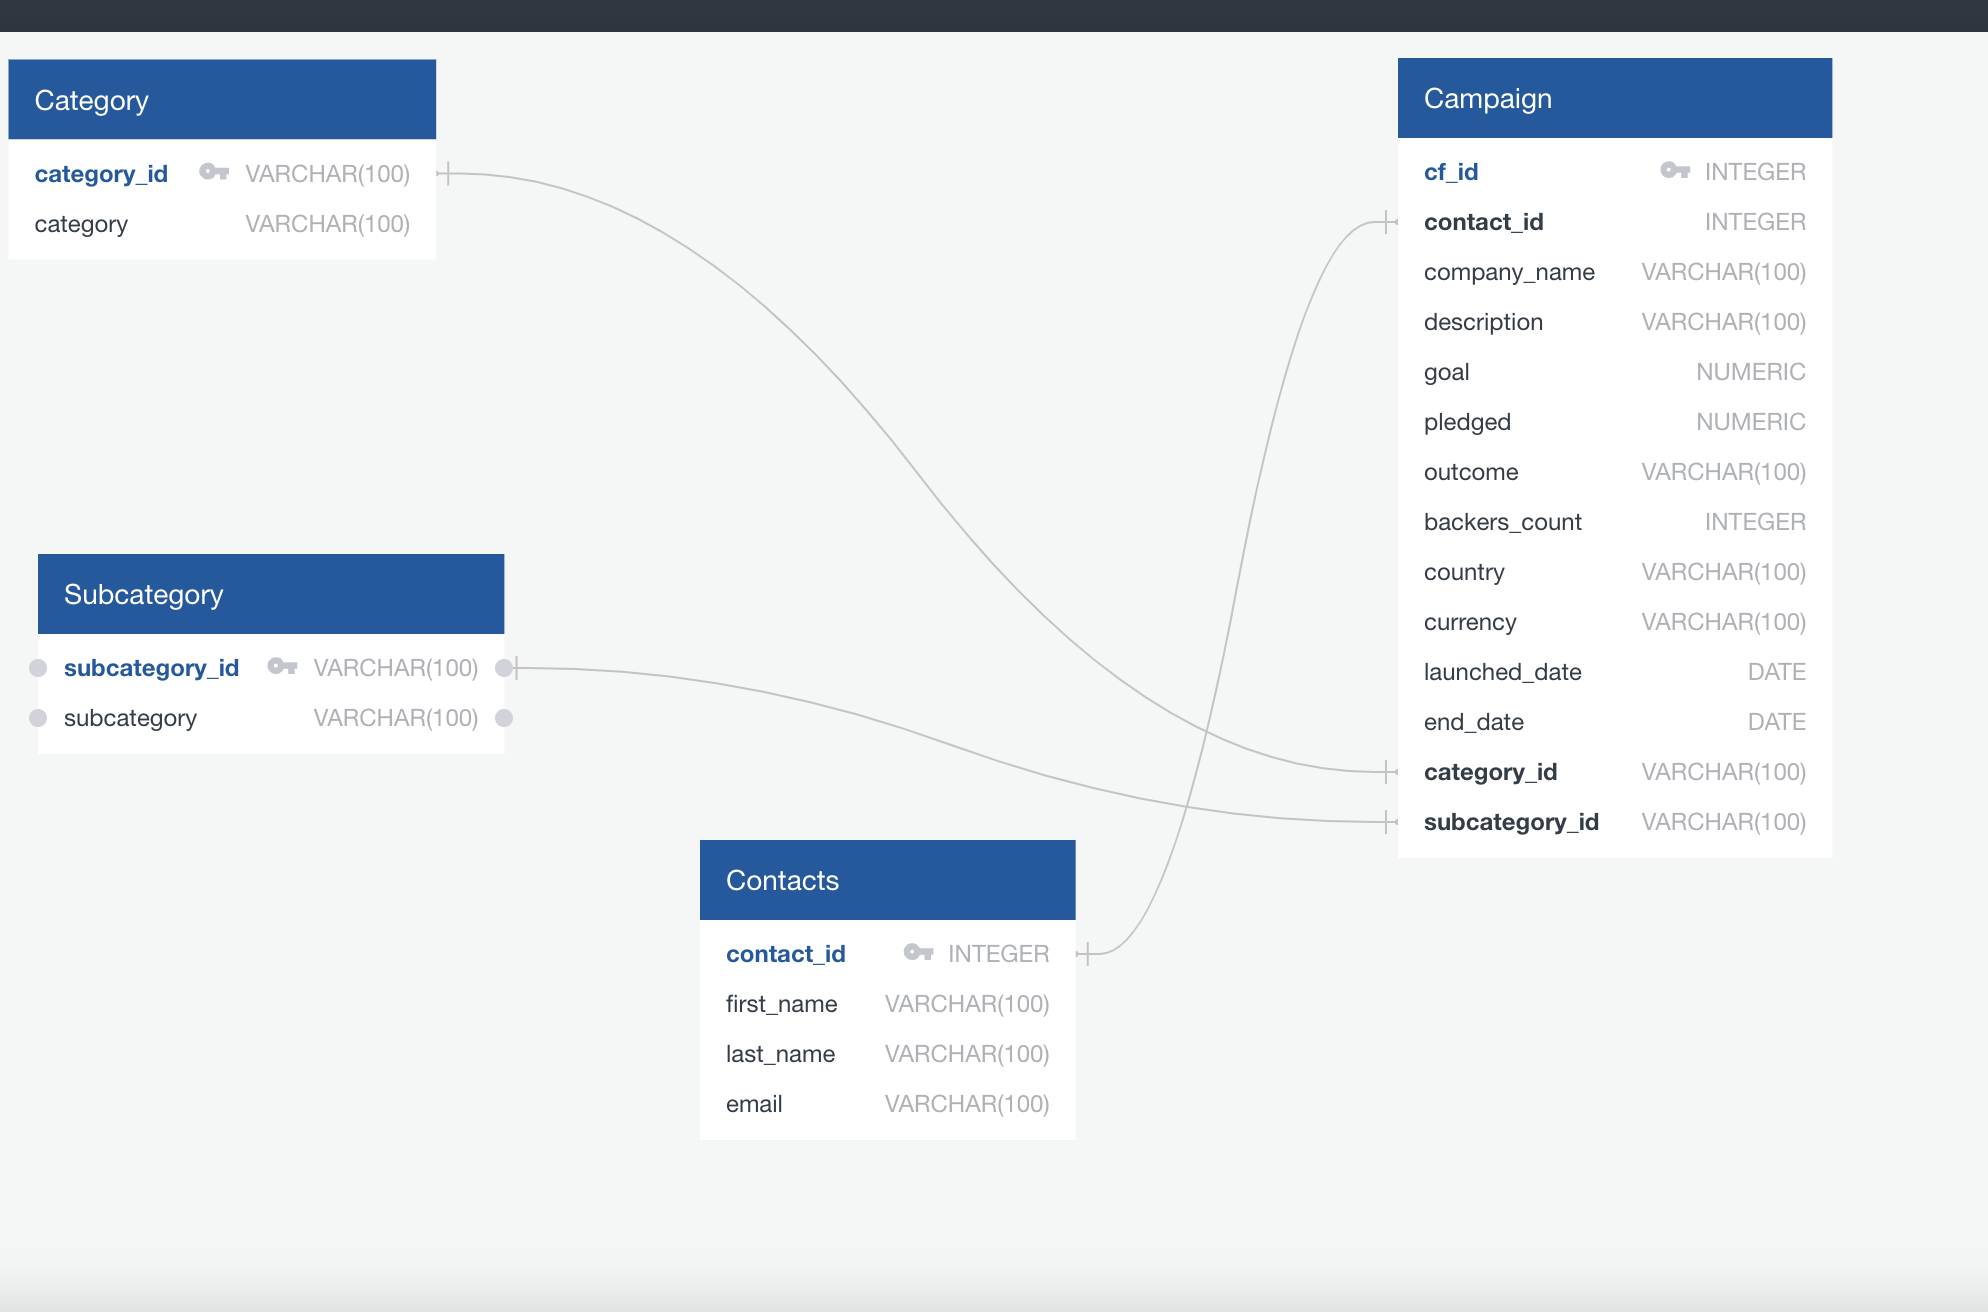 Category
category_id VARCHAR(100)
category VARCHAR(100)
Subcategory
subcategory_id VARCHAR(100)
subcategory VARCHAR(100)
Contacts
contact_id INTEGER
first_name VARCHAR(100)
last_name VARCHAR(100)
email VARCHAR(100)
Campaign
cf_id INTEGER
contact_id INTEGER
company_name VARCHAR(100)
description VARCHAR(100)
goal NUMERIC
pledged NUMERIC
outcome VARCHAR(100)
backers_count INTEGER
country VARCHAR(100)
currency VARCHAR(100)
launched_date DATE
end_date DATE
category_id VARCHAR(100)
subcategory_id VARCHAR(100)